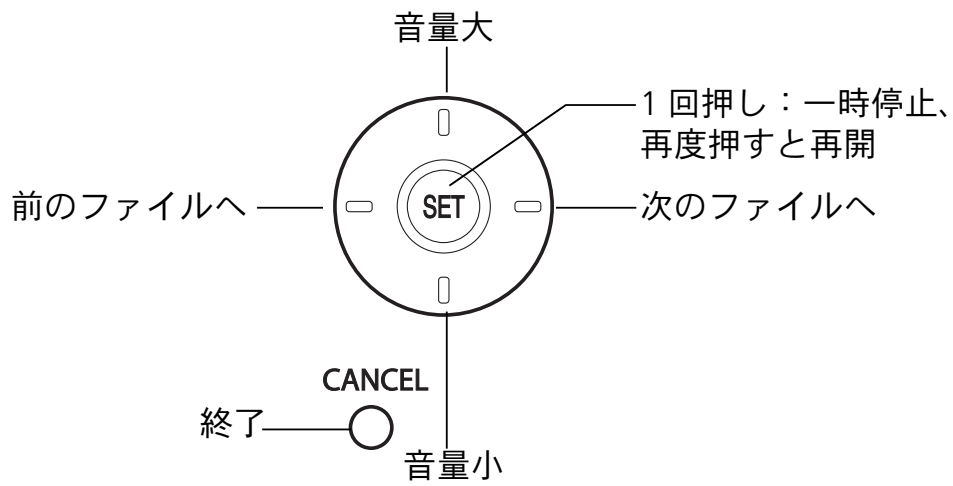 音量大
1 回押し：一時停止、
再度押すと再開
前のファイルへ
SET
次のファイルへ
CANCEL
終了
音量小